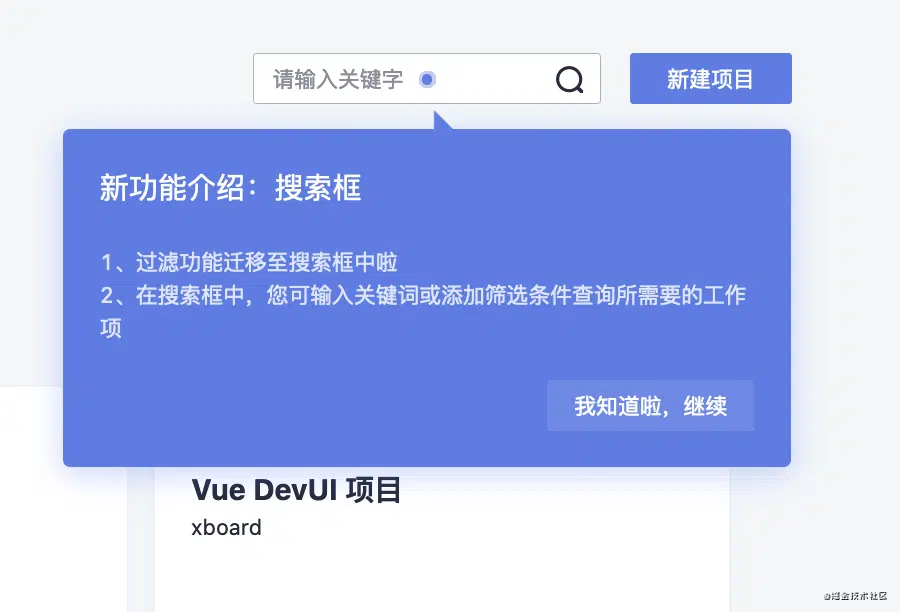 请输入关键字
新建项目
新功能介绍：搜索框
1、过滤功能迁移至搜索框中啦
2、在搜索框中，您可输入关键词或添加筛选条件查询所需要的工作
项
我知道啦，继续
Vue DevUI 项目
xboard
@掘金技术社区